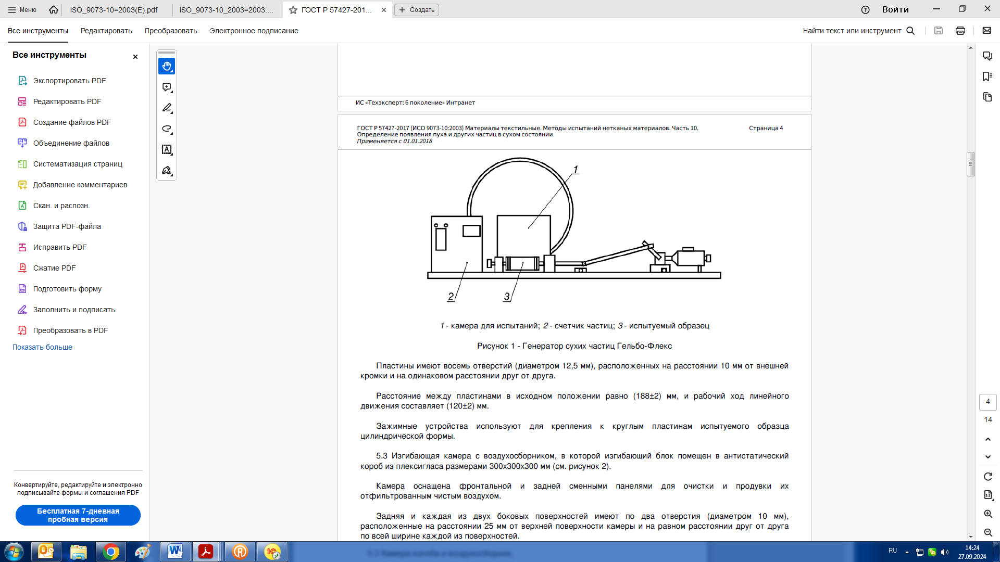 Меню
ISO_9073-10=2003(E).pdf
ISO_9073-10_2003=2003....
ГОСТ Р 57427-201...
Создать
Войти
Все инструменты
Редактировать
Преобразовать
Электронное подписание
Найти текст или инструмент
Все инструменты
Экспортировать PDF
Редактировать PDF
Создание файлов PDF
Объединение файлов
Систематизация страниц
Добавление комментариев
Скан. и распозн.
Защита PDF-файла
Исправить PDF
Сжатие PDF
Подготовить форму
Заполнить и подписать
Преобразовать в PDF
Показать больше
Конвертируйте, редактируйте и электронно
подписывайте формы и соглашения PDF
Бесплатная 7-дневная
пробная версия
ИС «Техэксперт: 6 поколение» Интранет
ГОСТ Р 57427-2017 (ИСО 9073-10:2003) Материалы текстильные. Методы испытаний нетканых материалов. Часть 10.
Определение появления пуха и других частиц в сухом состоянии
Применяется с 01.01.2018
Страница 4
1
2
3
1 - камера для испытаний; 2 - счетчик частиц; 3 - испытуемый образец
Рисунок 1 - Генератор сухих частиц Гельбо-Флекс
Пластины имеют восемь отверстий (диаметром 12,5 мм), расположенных на расстоянии 10 мм от внешней
кромки и на одинаковом расстоянии друг от друга.
Расстояние между пластинами в исходном положении равно (188±2) мм, и рабочий ход линейного
движения составляет (120±2) мм.
Зажимные устройства используют для крепления к круглым пластинам испытуемого образца
цилиндрической формы.
5.3 Изгибающая камера с воздухосборником, в которой изгибающий блок помещен в антистатический
короб из плексигласа размерами 300х300х300 мм (см. рисунок 2).
Камера оснащена фронтальной и задней сменными панелями для очистки и продувки их
отфильтрованным чистым воздухом.
Задняя и каждая из двух боковых поверхностей имеют по два отверстия (диаметром 10 мм),
расположенные на расстоянии 25 мм от верхней поверхности камеры и на равном расстоянии друг от друга
по всей ширине каждой из поверхностей.
4
14
RU
14:24
27.09.2024